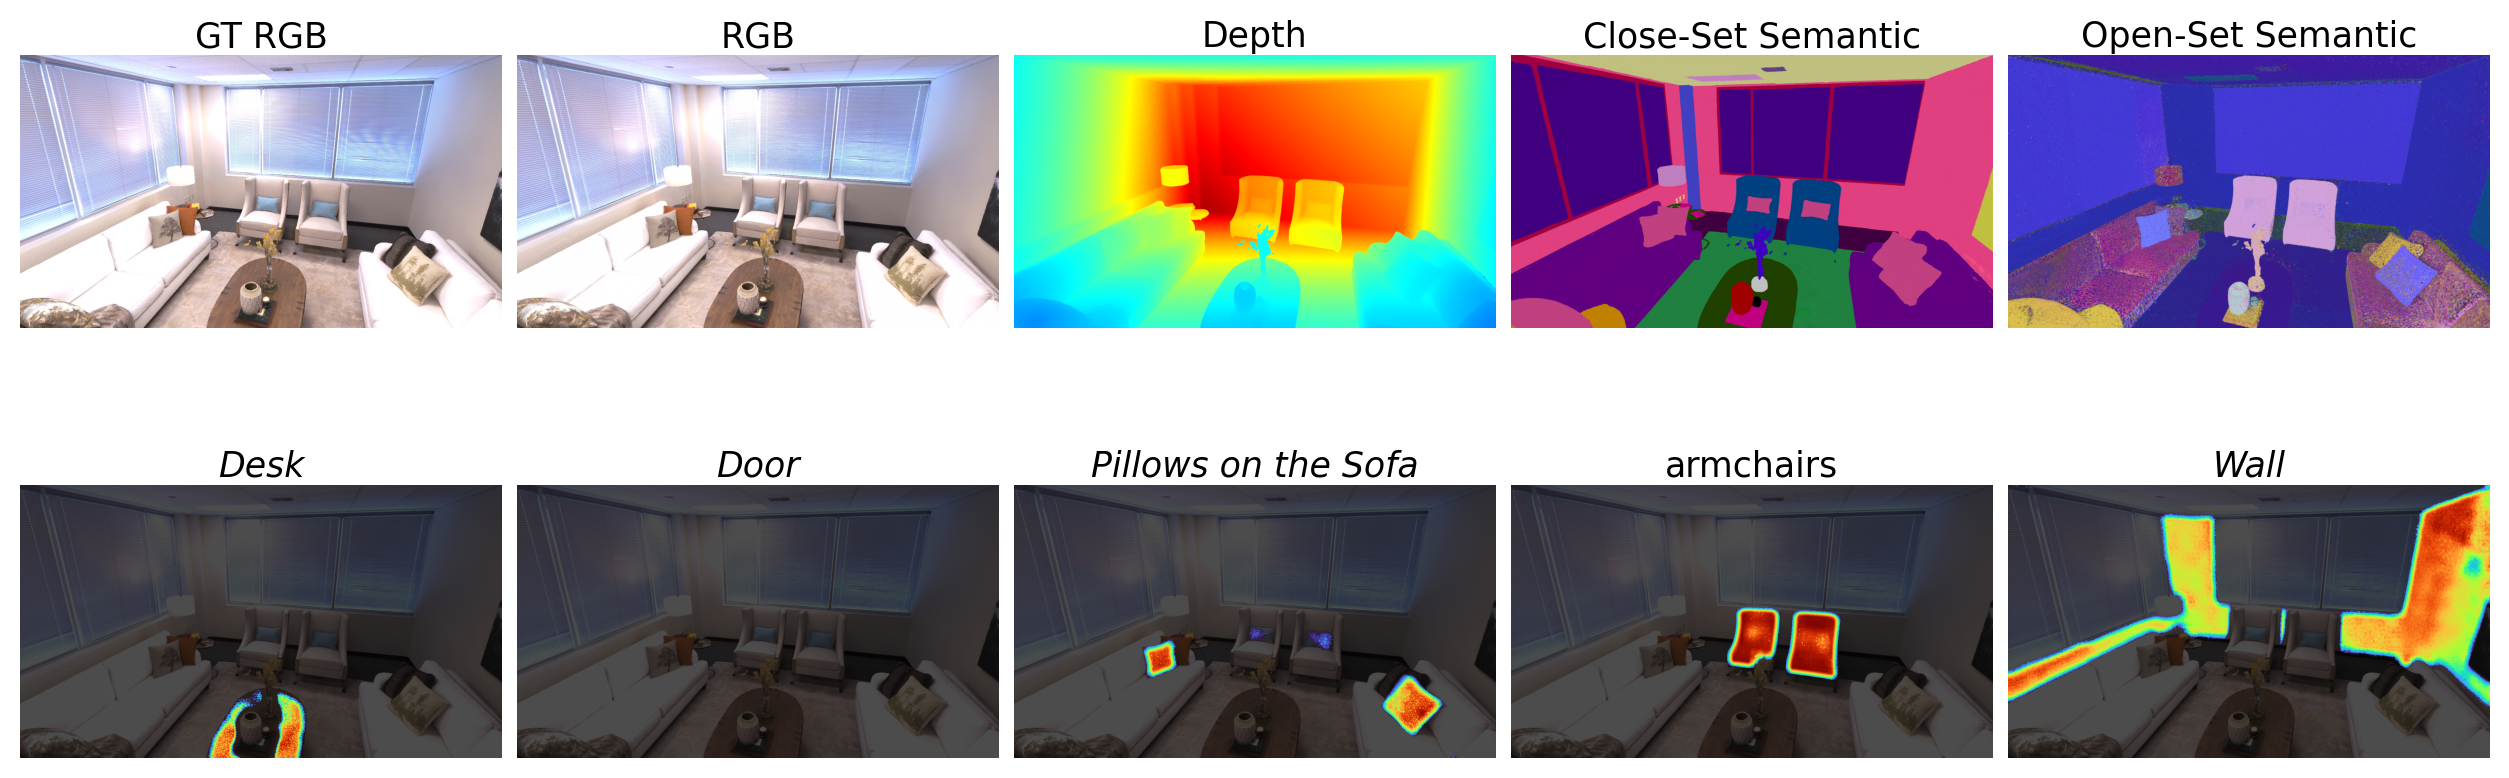 GT RGB
RGB
Depth
Close-Set Semantic
Open-Set Semantic
Desk
Door
Pillows on the Sofa
armchairs
Wall